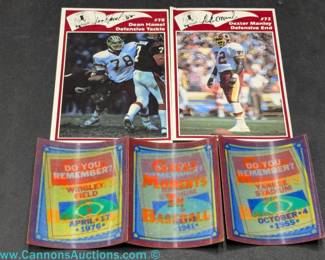 #78
Dean Hamel
Defensive Tackle
#72
Dexter Manley
Defensive End
78
DO YOU
REMEMBER?
WRIGLEY
FIELD
APRIL 17
1976
MOMENTS
IN
BASEBALL
1941
DO YOU
REMEMBER?
YANKEE
STADIUM
OCTOBER 4
1955
www.CannonsAuctions.com